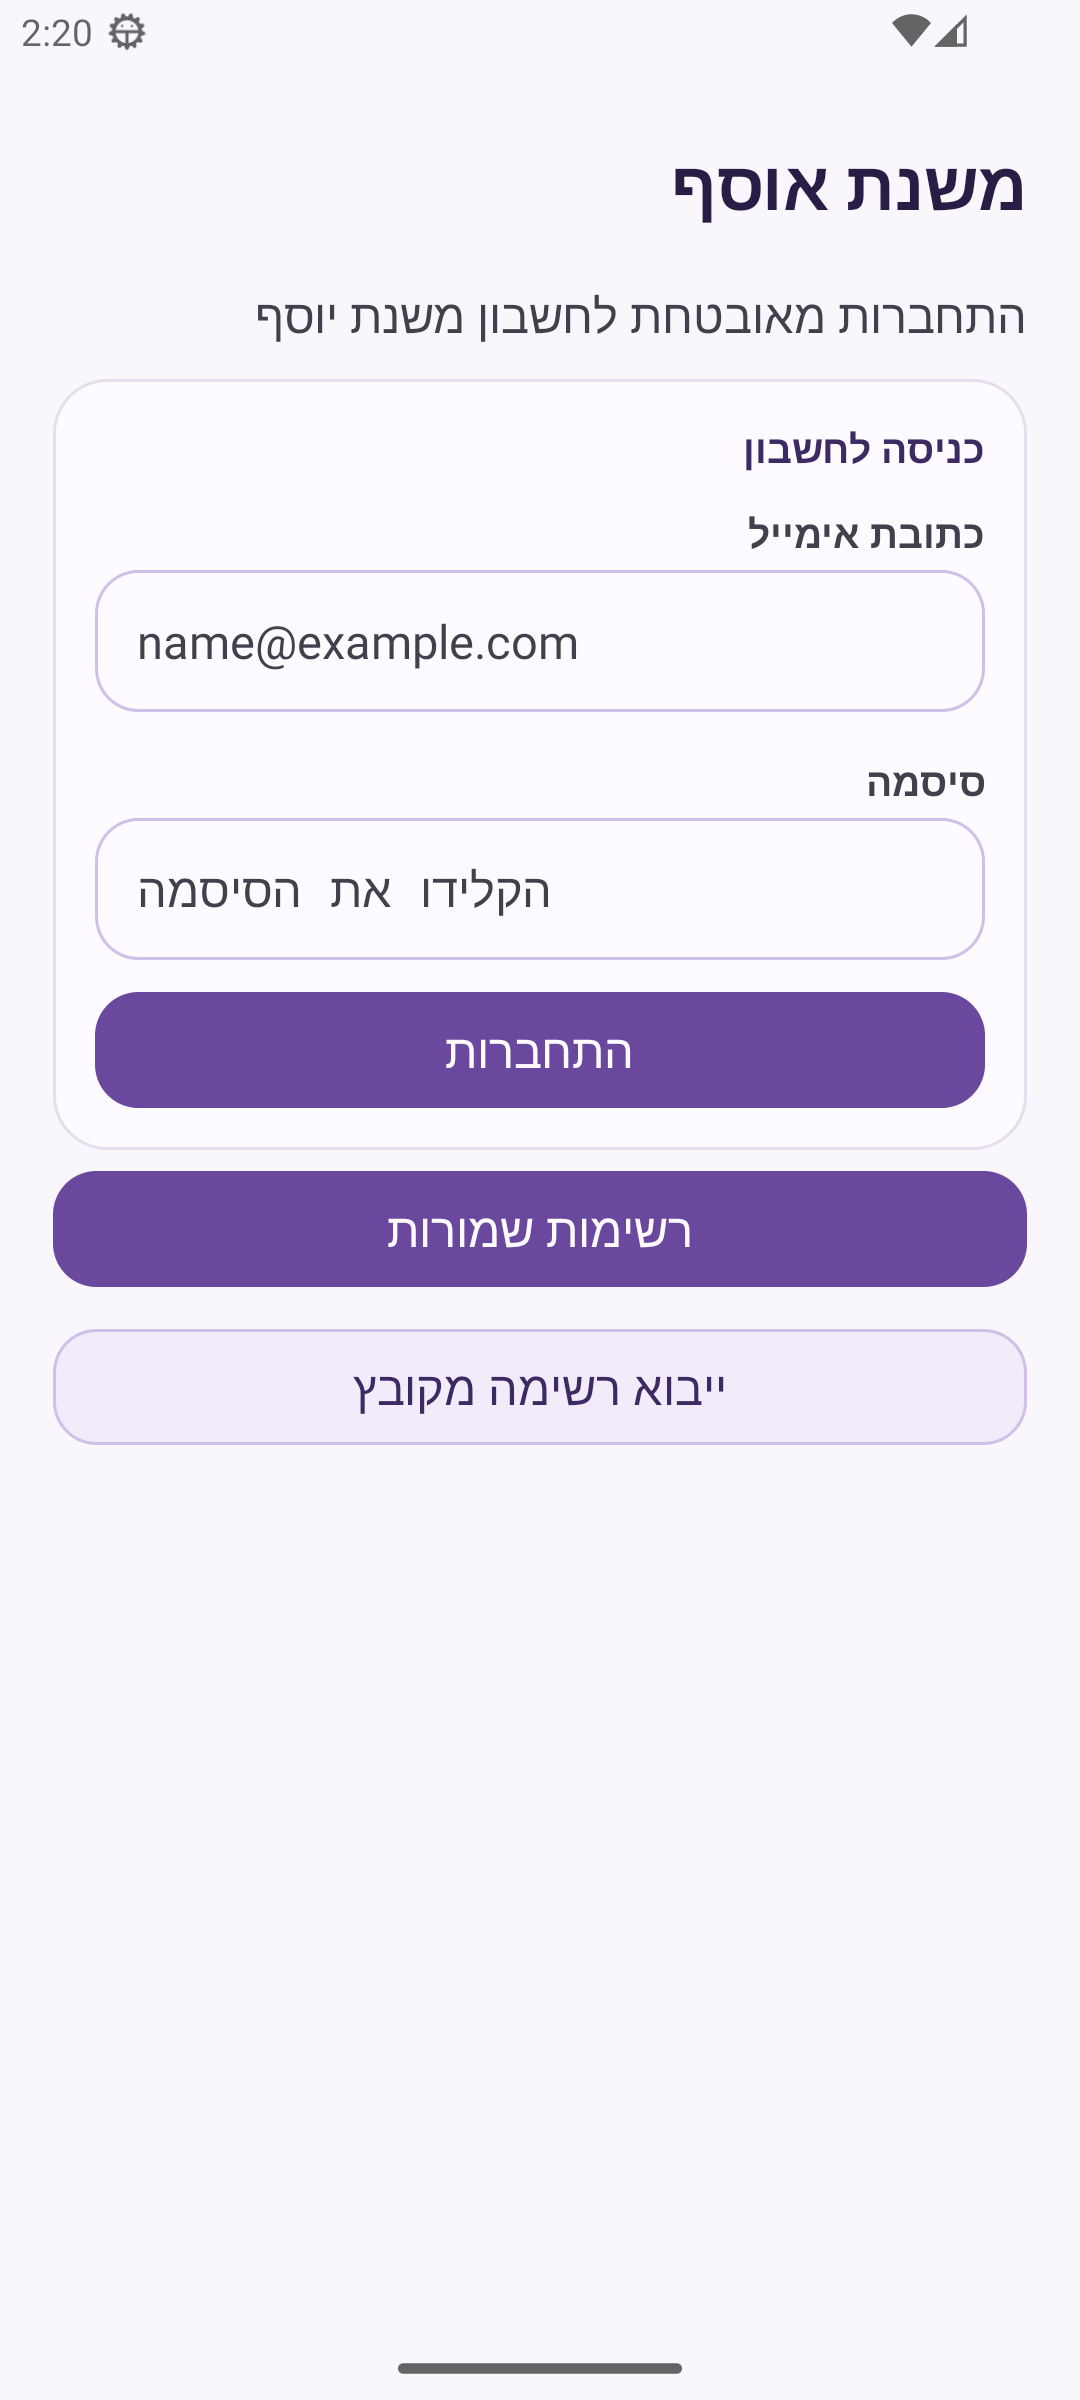 2:20
משנת אוסף
התחברות מאובטחת לחשבון משנת יוסף
כניסה לחשבון
כתובת אימייל
name@example.com
סיסמה
הקלידו את הסיסמה
התחברות
רשימות שמורות
ייבוא רשימה מקובץ